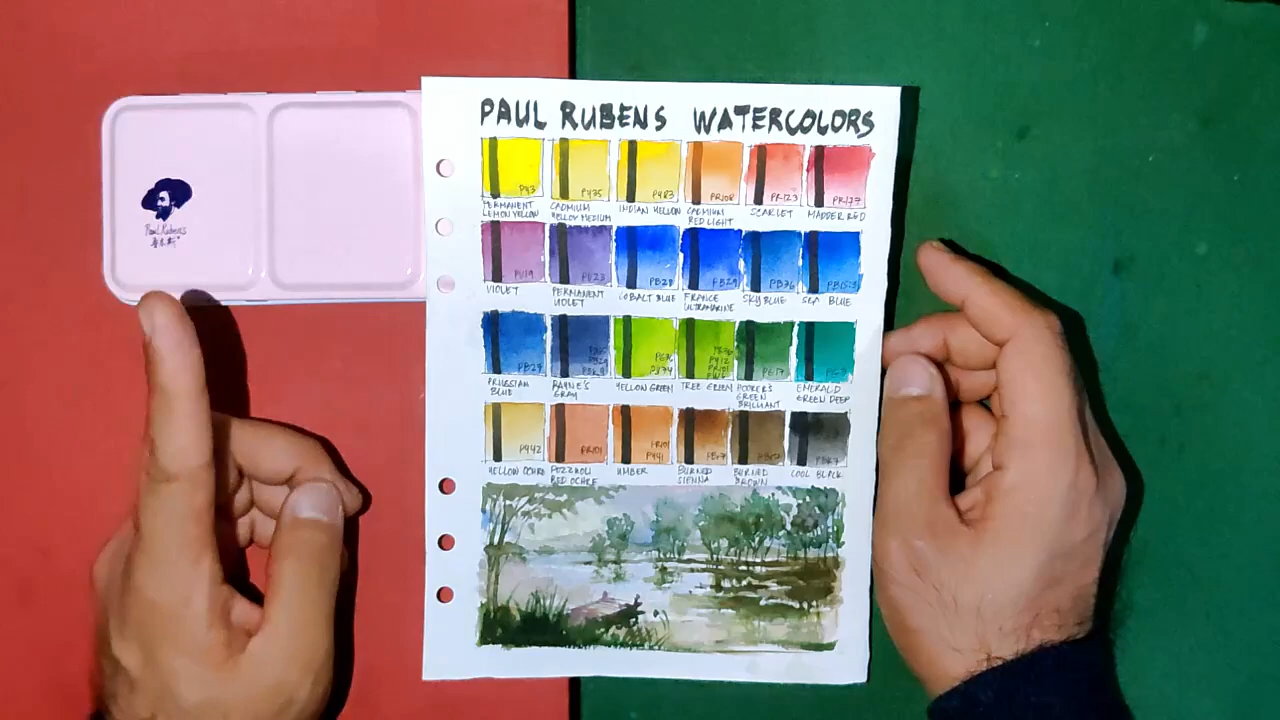 PAUL RUBENS WATERCOLORS
Paul Rubens
PY3 PY35 PY83 PR108 PR123 PR177
PERMANENT LEMON YELLOW
CADMIUM YELLOW MEDIUM
INDIAN YELLOW
CADMIUM RED LIGHT
SCARLET
MADDER RED
PV19 PV23 PB28 PB29 PB36 PB15:3
VIOLET
PERMANENT VIOLET
COBALT BLUE
FRANCE ULTRAMARINE
SKY BLUE
SEA BLUE
PB27
PRUSSIAN BLUE
PAYNE'S GRAY
YELLOW GREEN
TREE GREEN
HOOKER'S GREEN BRILLIANT
EMERALD GREEN DEEP
PY42 PR101 PR101
PY41
YELLOW OCHRE
POZZUOLI RED OCHRE
UMBER
BURNED SIENNA
BURNED BROWN
COOL BLACK